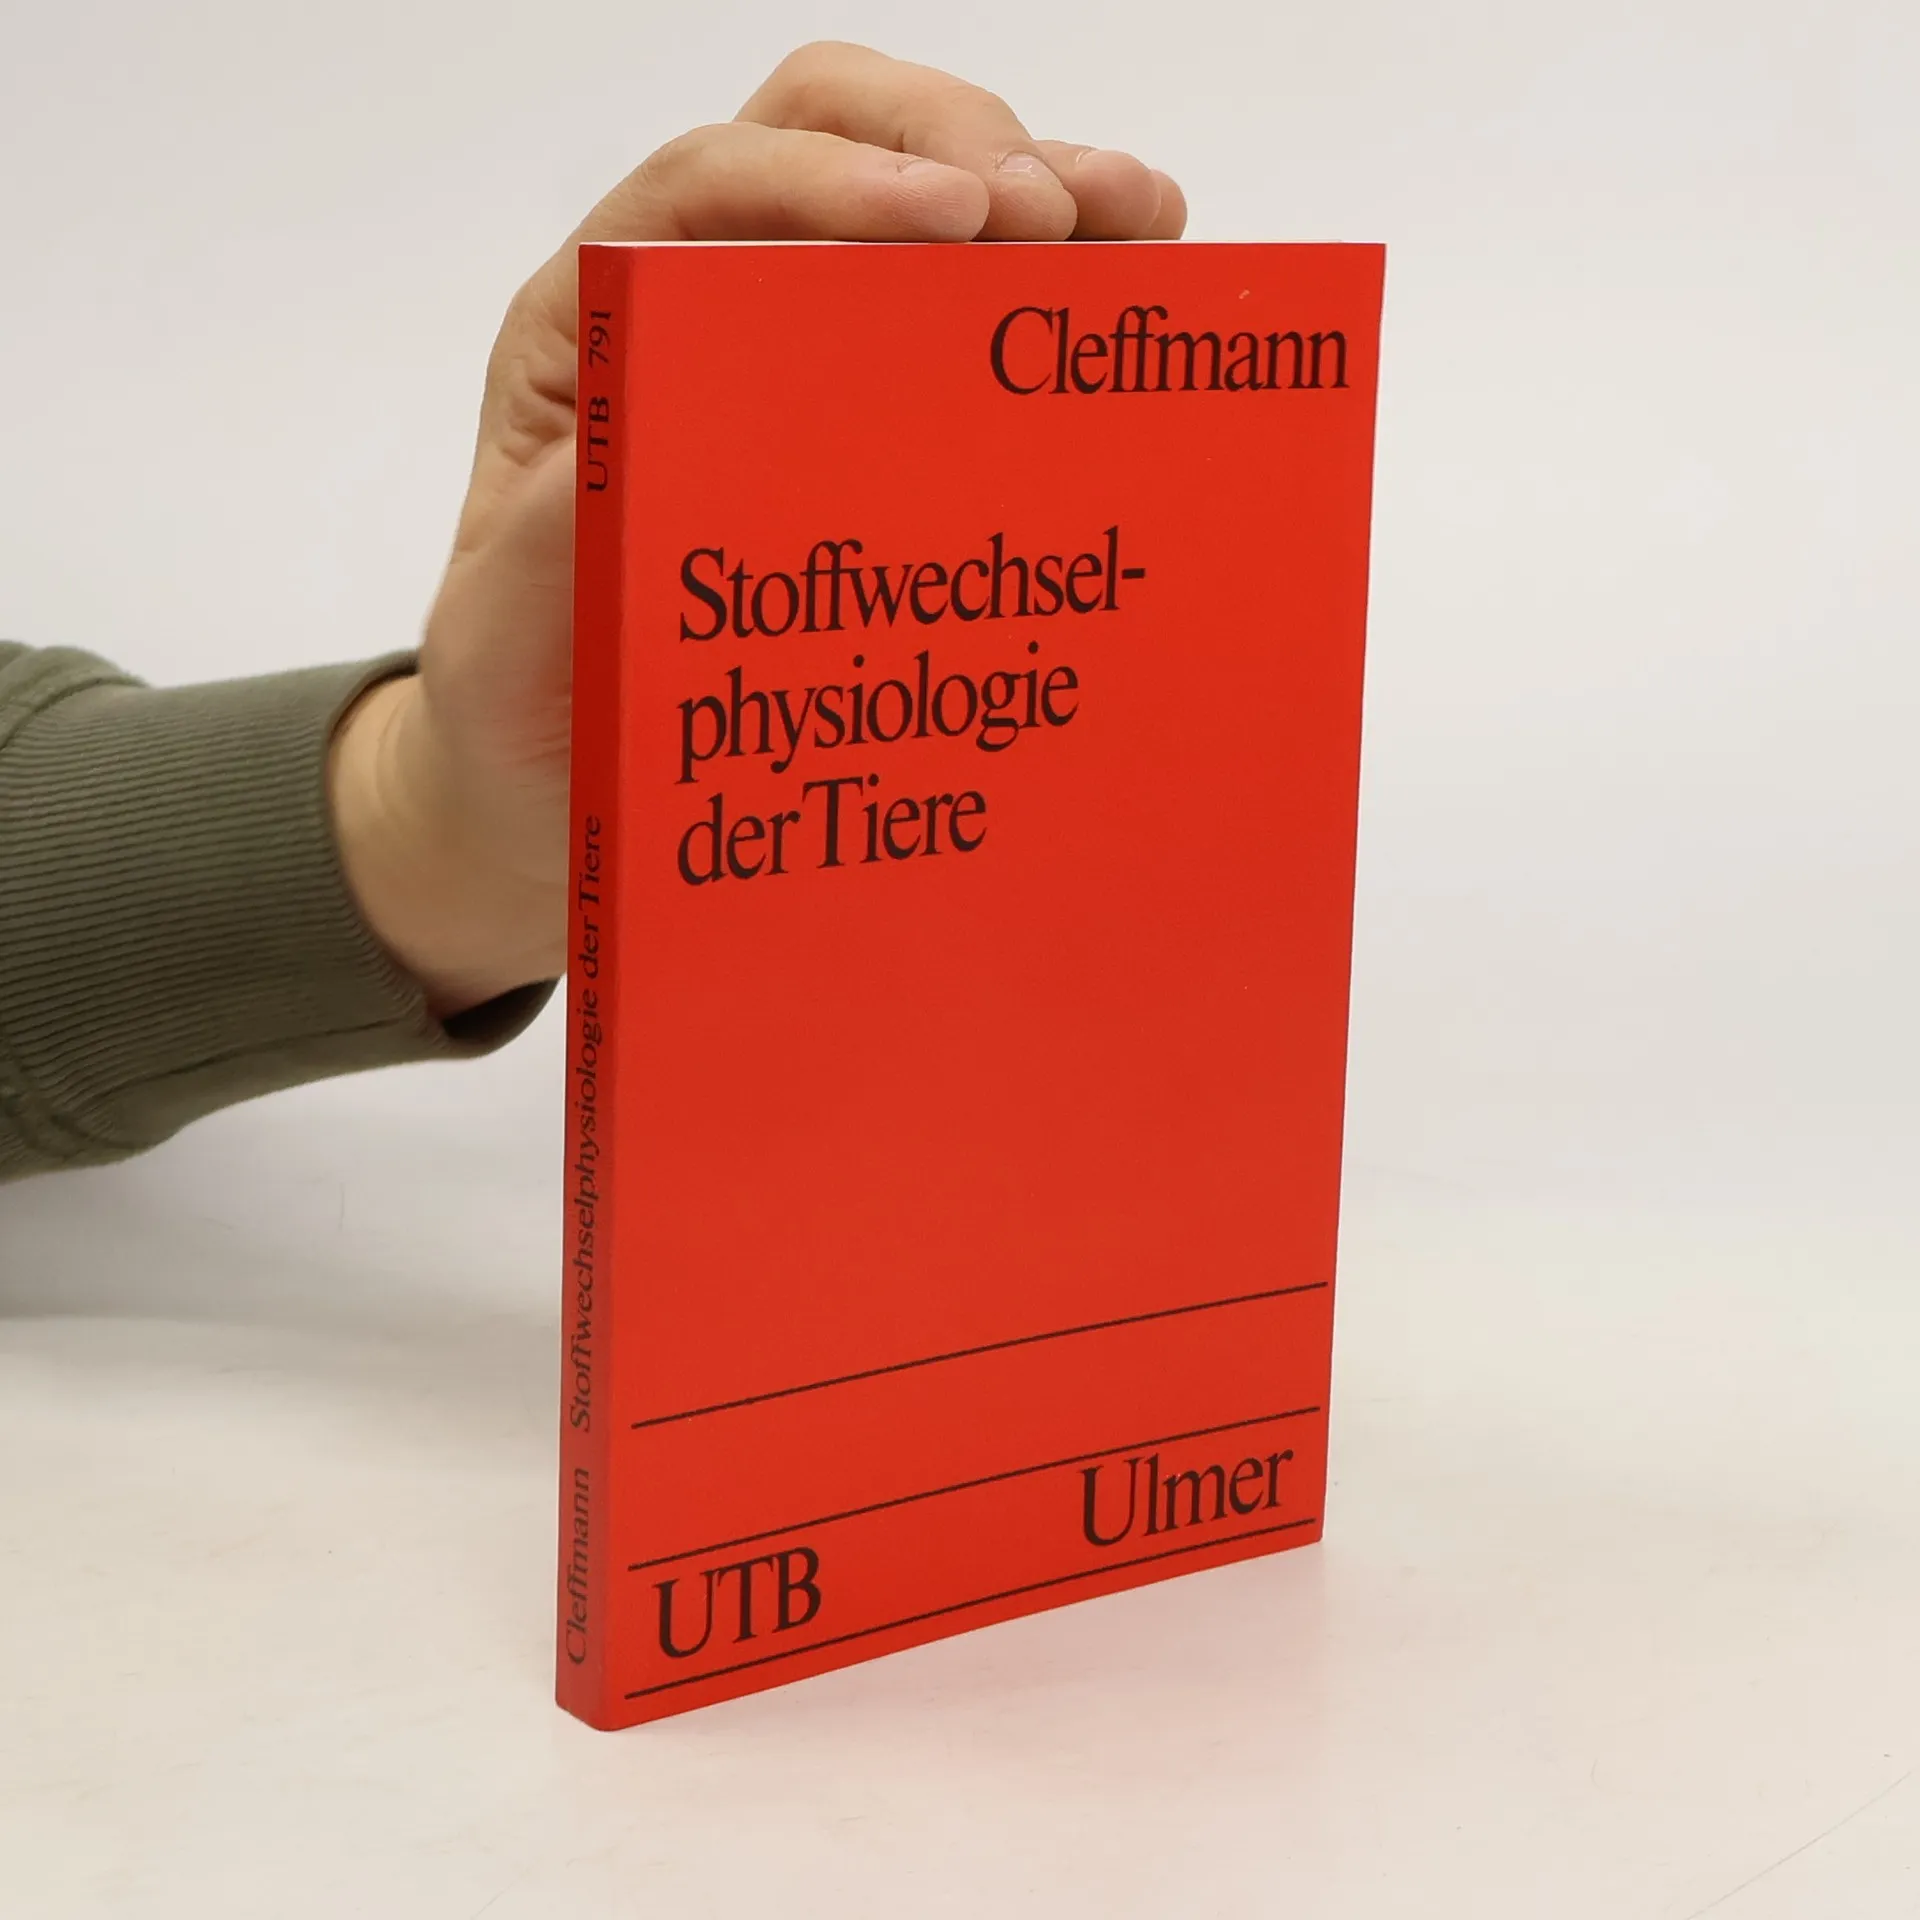 Cleffmann
Stoffwechsel-
physiologie
der Tiere
Ulmer
UTB
Cleffmann Stoffwechselphysiologie der Tiere UTB 791